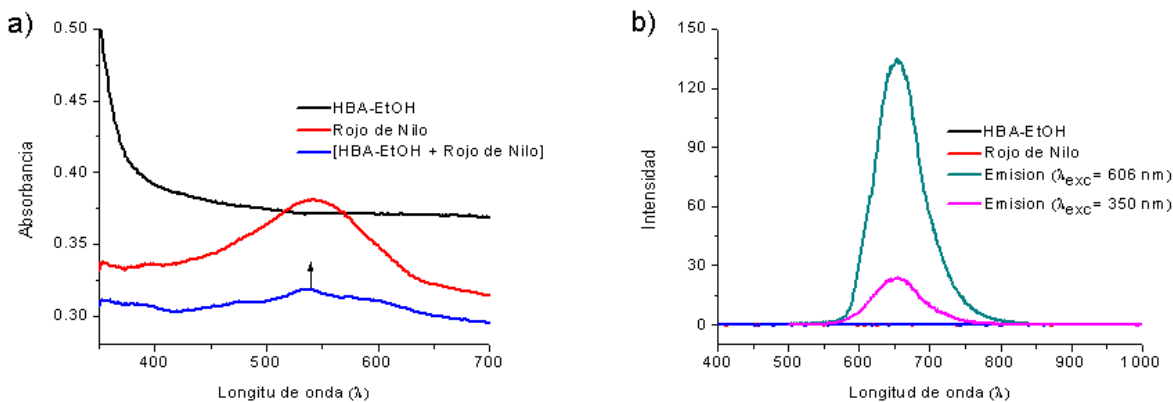 a)
0.50
0.45
0.40
0.35
0.30
Absorbancia
HBA-EtOH
Rojo de Nilo
[HBA-EtOH + Rojo de Nilo]
400
500
600
700
Longitu de onda (λ)
b)
150
120
90
60
30
0
Intensidad
HBA-EtOH
Rojo de Nilo
Emision (λexc= 606 nm)
Emision (λexc= 350 nm)
400
500
600
700
800
900
1000
Longitud de onda (λ)